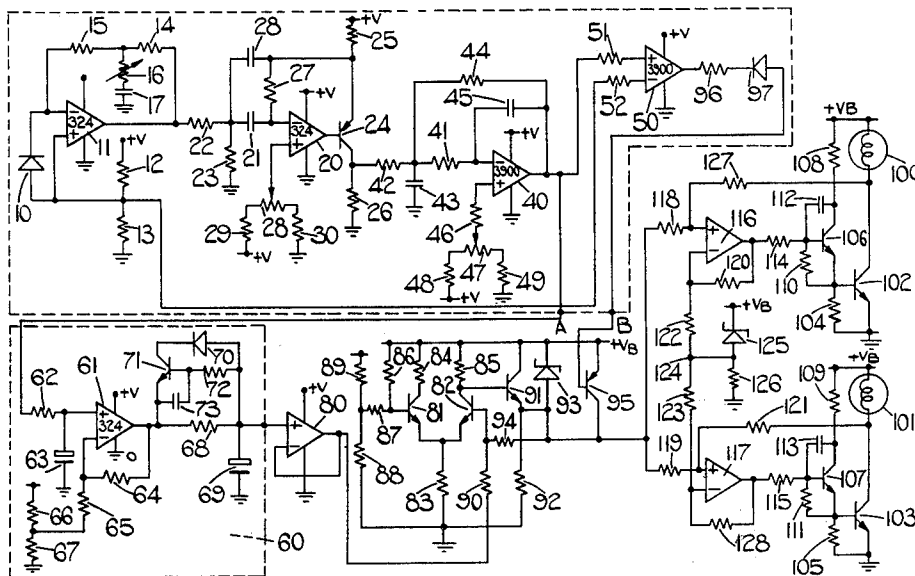 15 14 28 25 +V
16 27 44 51 +V
17 324 +V 45 3900
11 +V 324 24 41 +V 52 50 96 97
22 21 20 +VB
12 23 42 3900 108 100
10 13 26 43 40 127
29 28 30 46 118 112
+V 47 116 106
48 49 114
+V 120 110 102
A B 122 +VB 104
+VB 124 125
71 70 89 86 84 85 +VB
62 61 +V 72 93 123 126 109 101
324 73 80 +V 81 82 91 95 121
68 87 94 119 113
63 0 69 88 117 107
64 83 90 92 115
66 65 111 103
67 60 128 105